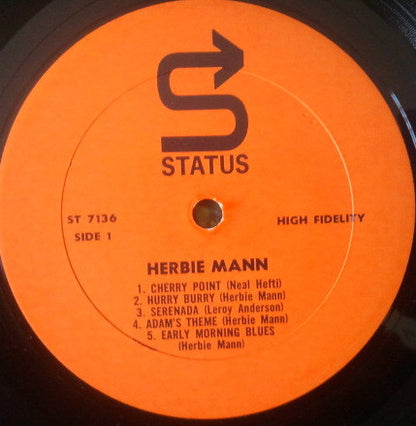 STATUS
ST 7136
SIDE 1
HIGH FIDELITY
HERBIE MANN
1. CHERRY POINT (Neal Hefti)
2. HURRY BURRY (Herbie Mann)
3. SERENADA (Leroy Anderson)
4. ADAM'S THEME (Herbie Mann)
5. EARLY MORNING BLUES
(Herbie Mann)